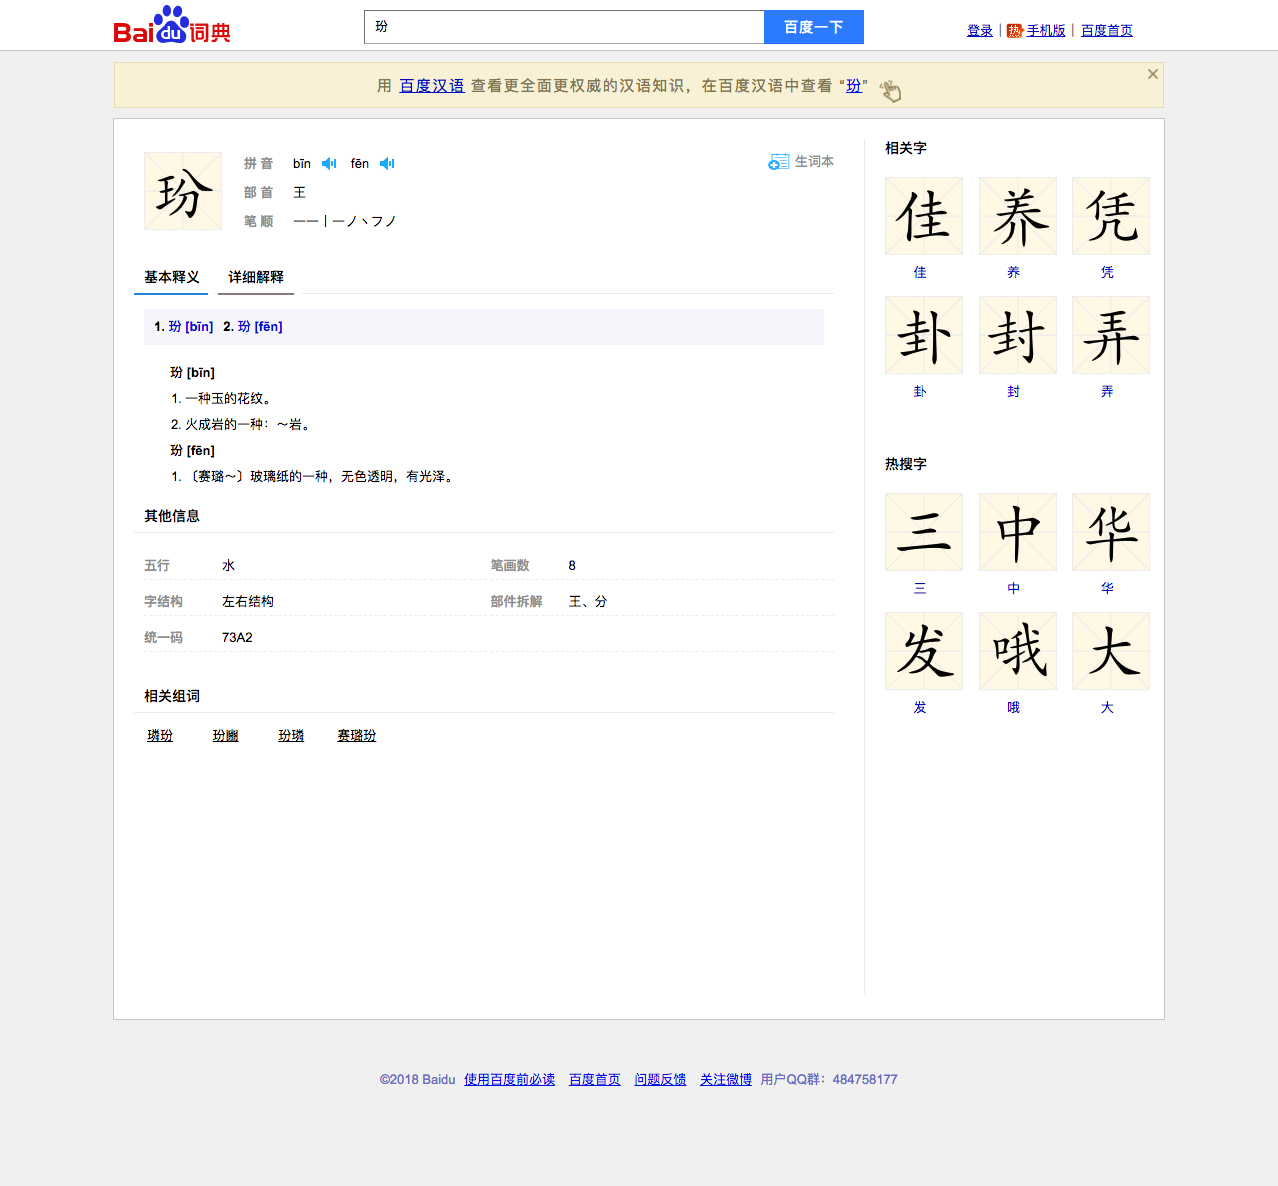 Baidu词典
玢
百度一下
登录 | 热 手机版 | 百度首页
用 百度汉语 查看更全面更权威的汉语知识，在百度汉语中查看 “玢”
玢
拼 音 bīn fēn
部 首 王
笔 顺 一一丨一ノ丶フノ
生词本
基本释义 详细解释
1. 玢 [bīn] 2. 玢 [fēn]
玢 [bīn]
1. 一种玉的花纹。
2. 火成岩的一种：～岩。
玢 [fēn]
1. 〔赛璐～〕玻璃纸的一种，无色透明，有光泽。
其他信息
五行 水 笔画数 8
字结构 左右结构 部件拆解 王、分
统一码 73A2
相关组词
璘玢 玢豳 玢璘 赛璐玢
相关字
佳 养 凭
佳 养 凭
卦 封 弄
卦 封 弄
热搜字
三 中 华
三 中 华
发 哦 大
发 哦 大
©2018 Baidu 使用百度前必读 百度首页 问题反馈 关注微博 用户QQ群：484758177